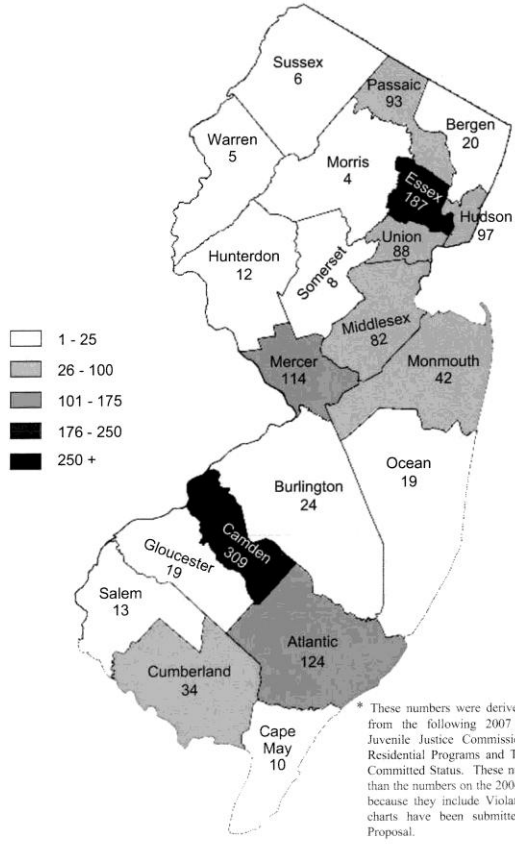 Sussex
6
Passaic
93
Bergen
20
Warren
5
Morris
4
Essex
187
Hudson
97
Union
88
Hunterdon
12
Somerset
8
Middlesex
82
Mercer
114
Monmouth
42
1 - 25
26 - 100
101 - 175
176 - 250
250 +
Ocean
19
Burlington
24
Camden
309
Gloucester
19
Salem
13
Atlantic
124
Cumberland
34
Cape
May
10
* These numbers were derive
from the following 2007
Juvenile Justice Commissi
Residential Programs and T
Committed Status. These nu
than the numbers on the 200
because they include Violat
charts have been submitte
Proposal.